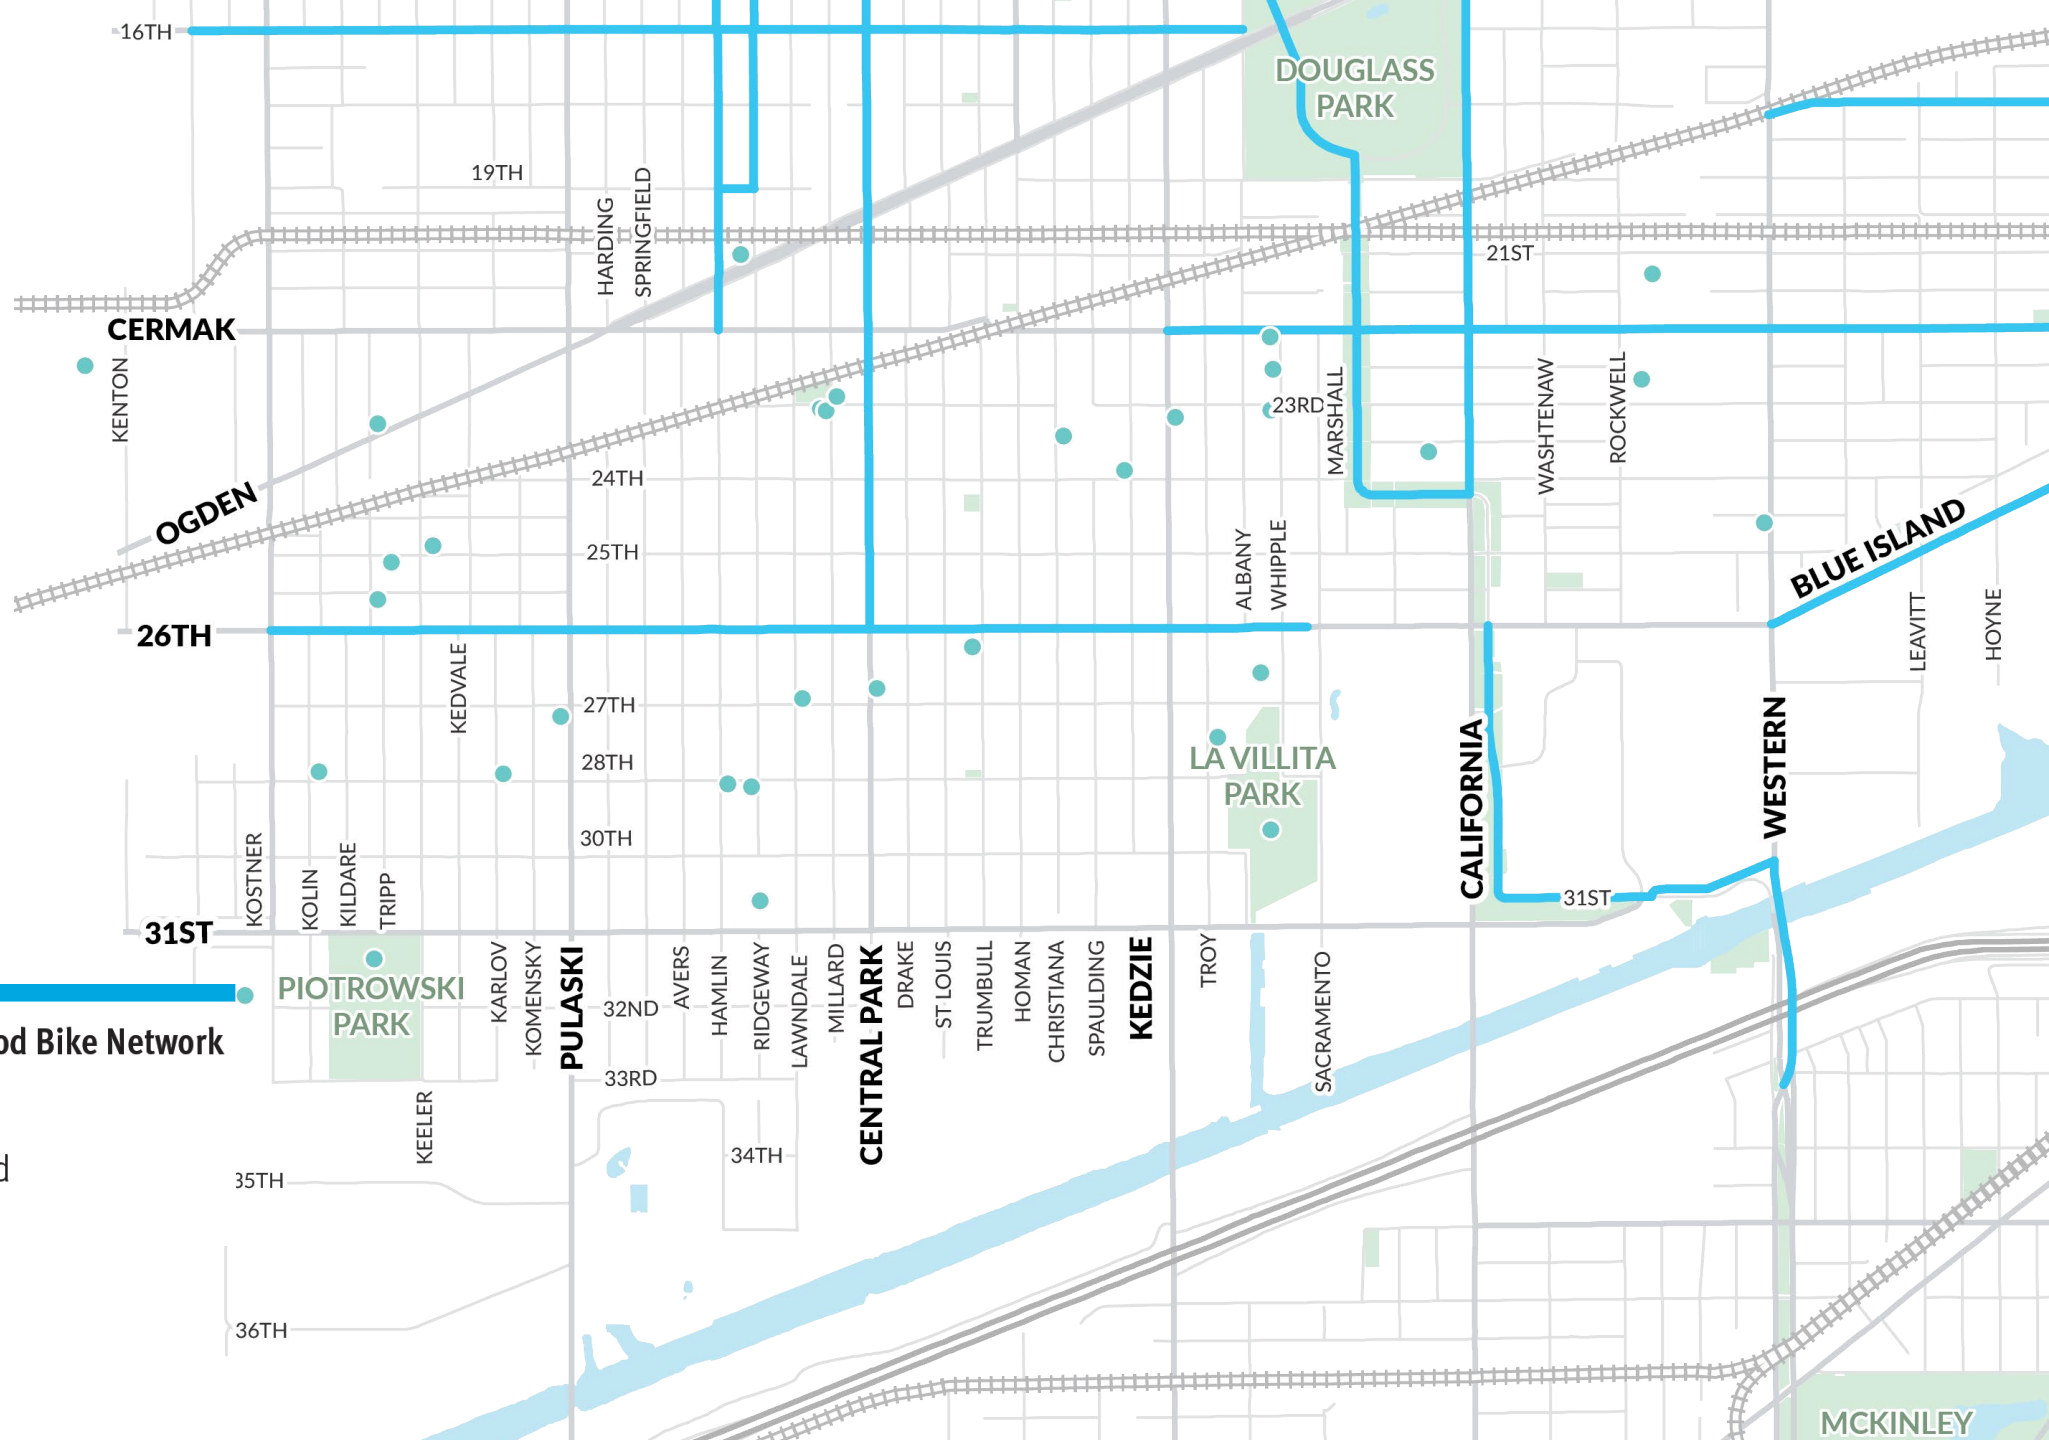 16TH
DOUGLASS
PARK
19TH
HARDING
SPRINGFIELD
21ST
CERMAK
KENTON
23RD
MARSHALL
WASHTENAW
ROCKWELL
24TH
OGDEN
25TH
ALBANY
WHIPPLE
BLUE ISLAND
LEAVITT
HOYNE
26TH
KEDVALE
27TH
28TH
LA VILLITA
PARK
CALIFORNIA
WESTERN
30TH
KOSTNER
KOLIN
KILDARE
TRIPP
31ST
31ST
PIOTROWSKI
PARK
KARLOV
KOMENSKY
PULASKI
32ND
AVERS
HAMLIN
RIDGEWAY
LAWNDALE
MILLARD
CENTRAL PARK
DRAKE
ST LOUIS
TRUMBULL
HOMAN
CHRISTIANA
SPAULDING
KEDZIE
TROY
SACRAMENTO
od Bike Network
33RD
KEELER
34TH
d
35TH
36TH
MCKINLEY